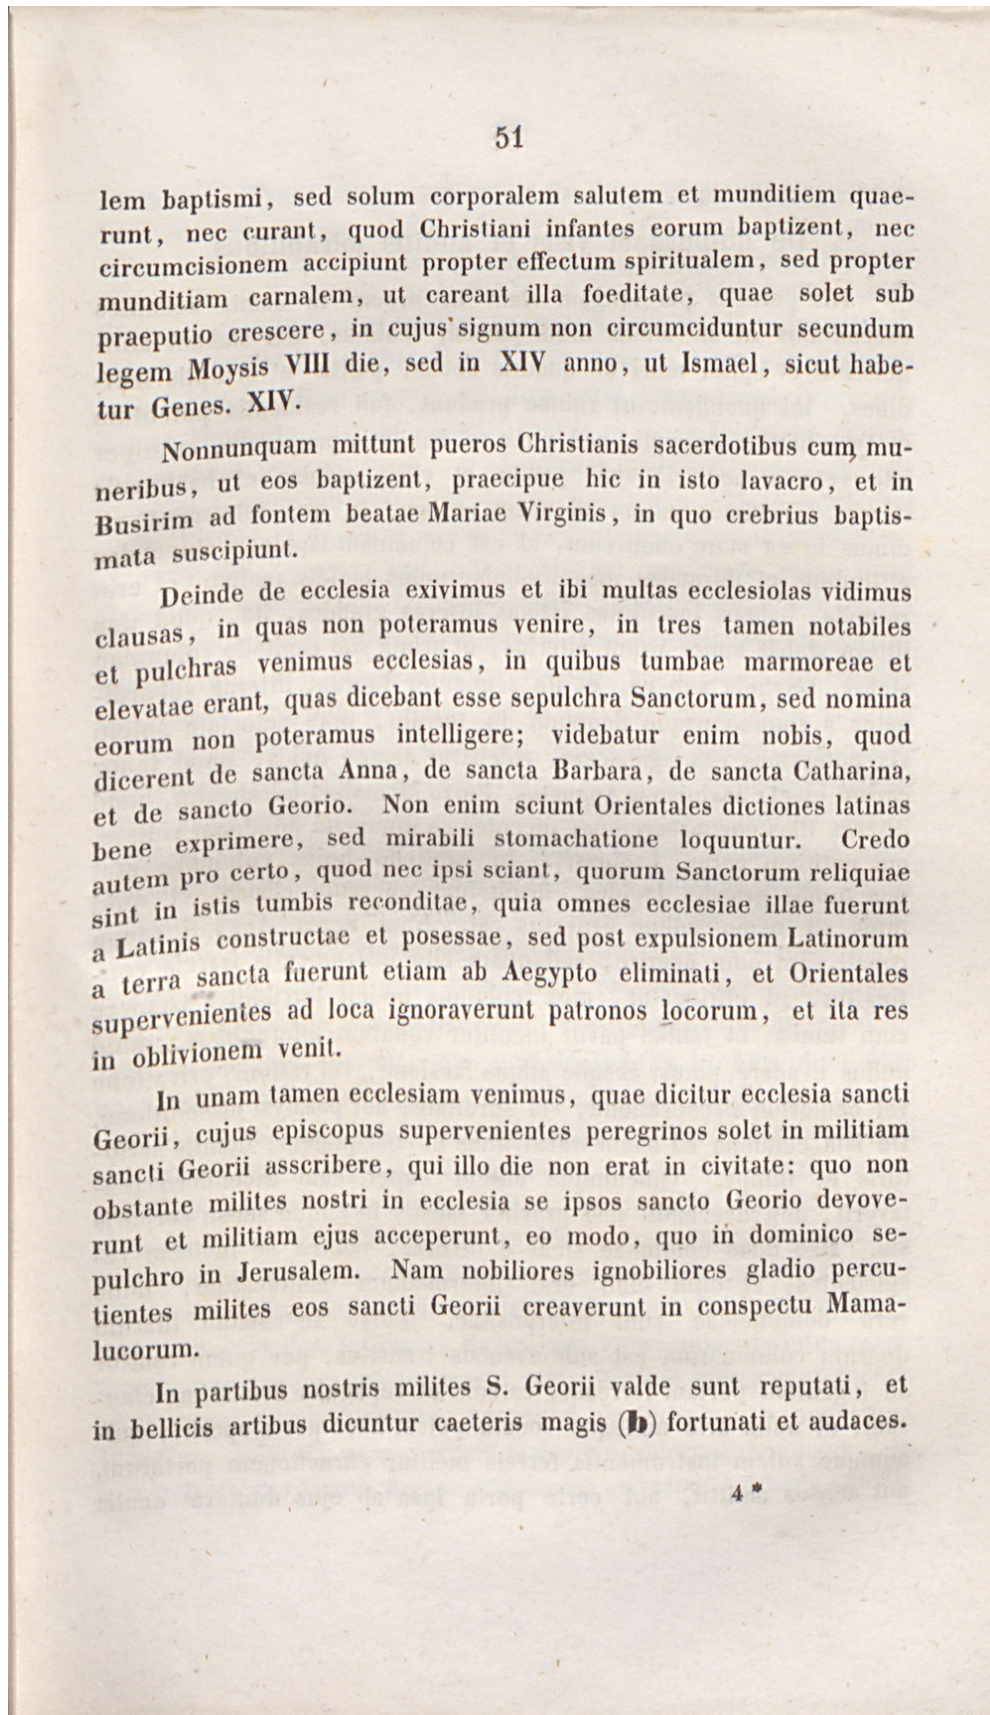 51
lem baptismi, sed solum corporalem salutem et munditiem quae-
runt, nec curant, quod Christiani infantes eorum baptizent, nec
circumcisionem accipiunt propter effectum spiritualem, sed propter
munditiam carnalem, ut careant illa foeditate, quae solet sub
praeputio crescere, in cujus signum non circumciduntur secundum
legem Moysis VIII die, sed in XIV anno, ut Ismael, sicut habe-
tur Genes. XIV.
Nonnunquam mittunt pueros Christianis sacerdotibus cum mu-
neribus, ut eos baptizent, praecipue hic in isto lavacro, et in
Busirim ad fontem beatae Mariae Virginis, in quo crebrius baptis-
mata suscipiunt.
Deinde de ecclesia exivimus et ibi multas ecclesiolas vidimus
clausas, in quas non poteramus venire, in tres tamen notabiles
et pulchras venimus ecclesias, in quibus tumbae marmoreae et
elevatae erant, quas dicebant esse sepulchra Sanctorum, sed nomina
eorum non poteramus intelligere; videbatur enim nobis, quod
dicerent de sancta Anna, de sancta Barbara, de sancta Catharina,
et de sancto Georio. Non enim sciunt Orientales dictiones latinas
bene exprimere, sed mirabili stomachatione loquuntur. Credo
autem pro certo, quod nec ipsi sciant, quorum Sanctorum reliquiae
sint in istis tumbis reconditae, quia omnes ecclesiae illae fuerunt
a Latinis constructae et posessae, sed post expulsionem Latinorum
a terra sancta fuerunt etiam ab Aegypto eliminati, et Orientales
supervenientes ad loca ignoraverunt patronos locorum, et ita res
in oblivionem venit.
In unam tamen ecclesiam venimus, quae dicitur ecclesia sancti
Georii, cujus episcopus supervenientes peregrinos solet in militiam
sancti Georii asscribere, qui illo die non erat in civitate: quo non
obstante milites nostri in ecclesia se ipsos sancto Georio devove-
runt et militiam ejus acceperunt, eo modo, quo in dominico se-
pulchro in Jerusalem. Nam nobiliores ignobiliores gladio percu-
tientes milites eos sancti Georii creaverunt in conspectu Mama-
lucorum.
In partibus nostris milites S. Georii valde sunt reputati, et
in bellicis artibus dicuntur caeteris magis (b) fortunati et audaces.
4*